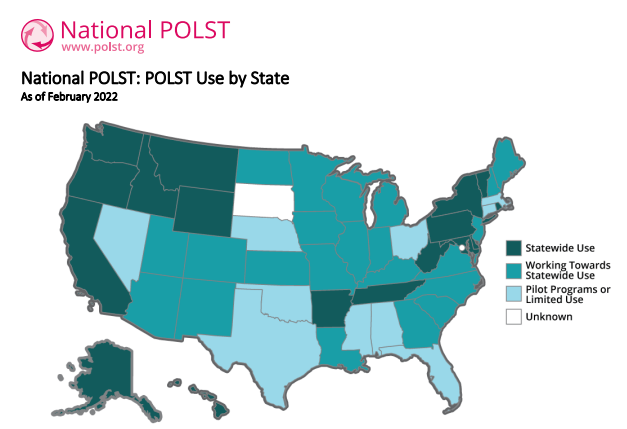 National POLST
www.polst.org
National POLST: POLST Use by State
As of February 2022
Statewide Use
Working Towards
Statewide Use
Pilot Programs or
Limited Use
Unknown